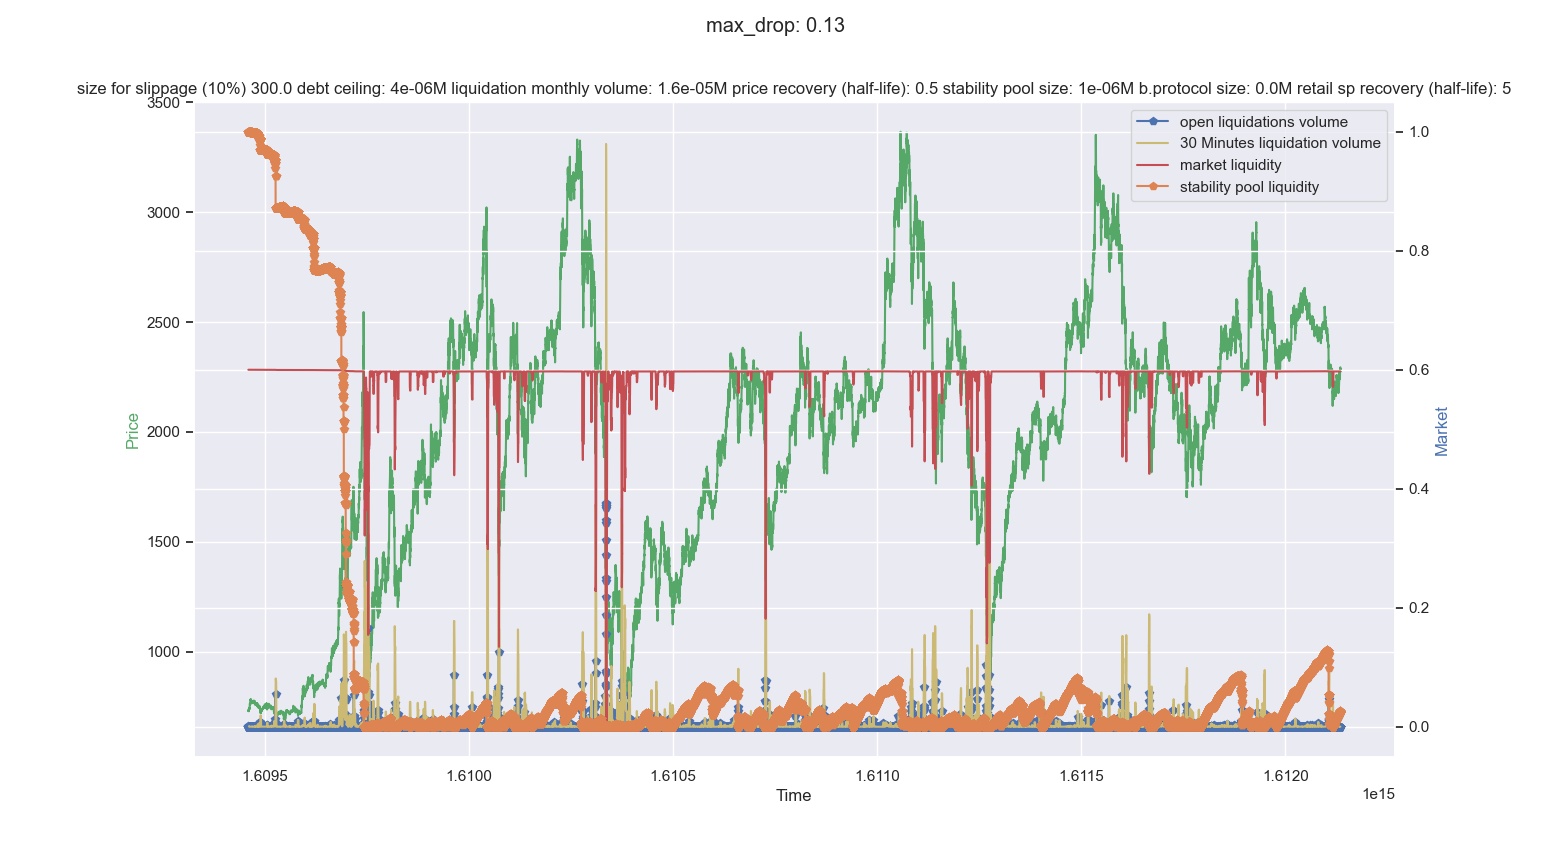 max_drop: 0.13
size for slippage (10%) 300.0 debt ceiling: 4e-06M liquidation monthly volume: 1.6e-05M price recovery (half-life): 0.5 stability pool size: 1e-06M b.protocol size: 0.0M retail sp recovery (half-life): 5
open liquidations volume
30 Minutes liquidation volume
market liquidity
stability pool liquidity
3500
3000
2500
2000
1500
1000
Price
1.0
0.8
0.6
0.4
0.2
0.0
Market
1.6095
1.6100
1.6105
1.6110
1.6115
1.6120
Time
1e15